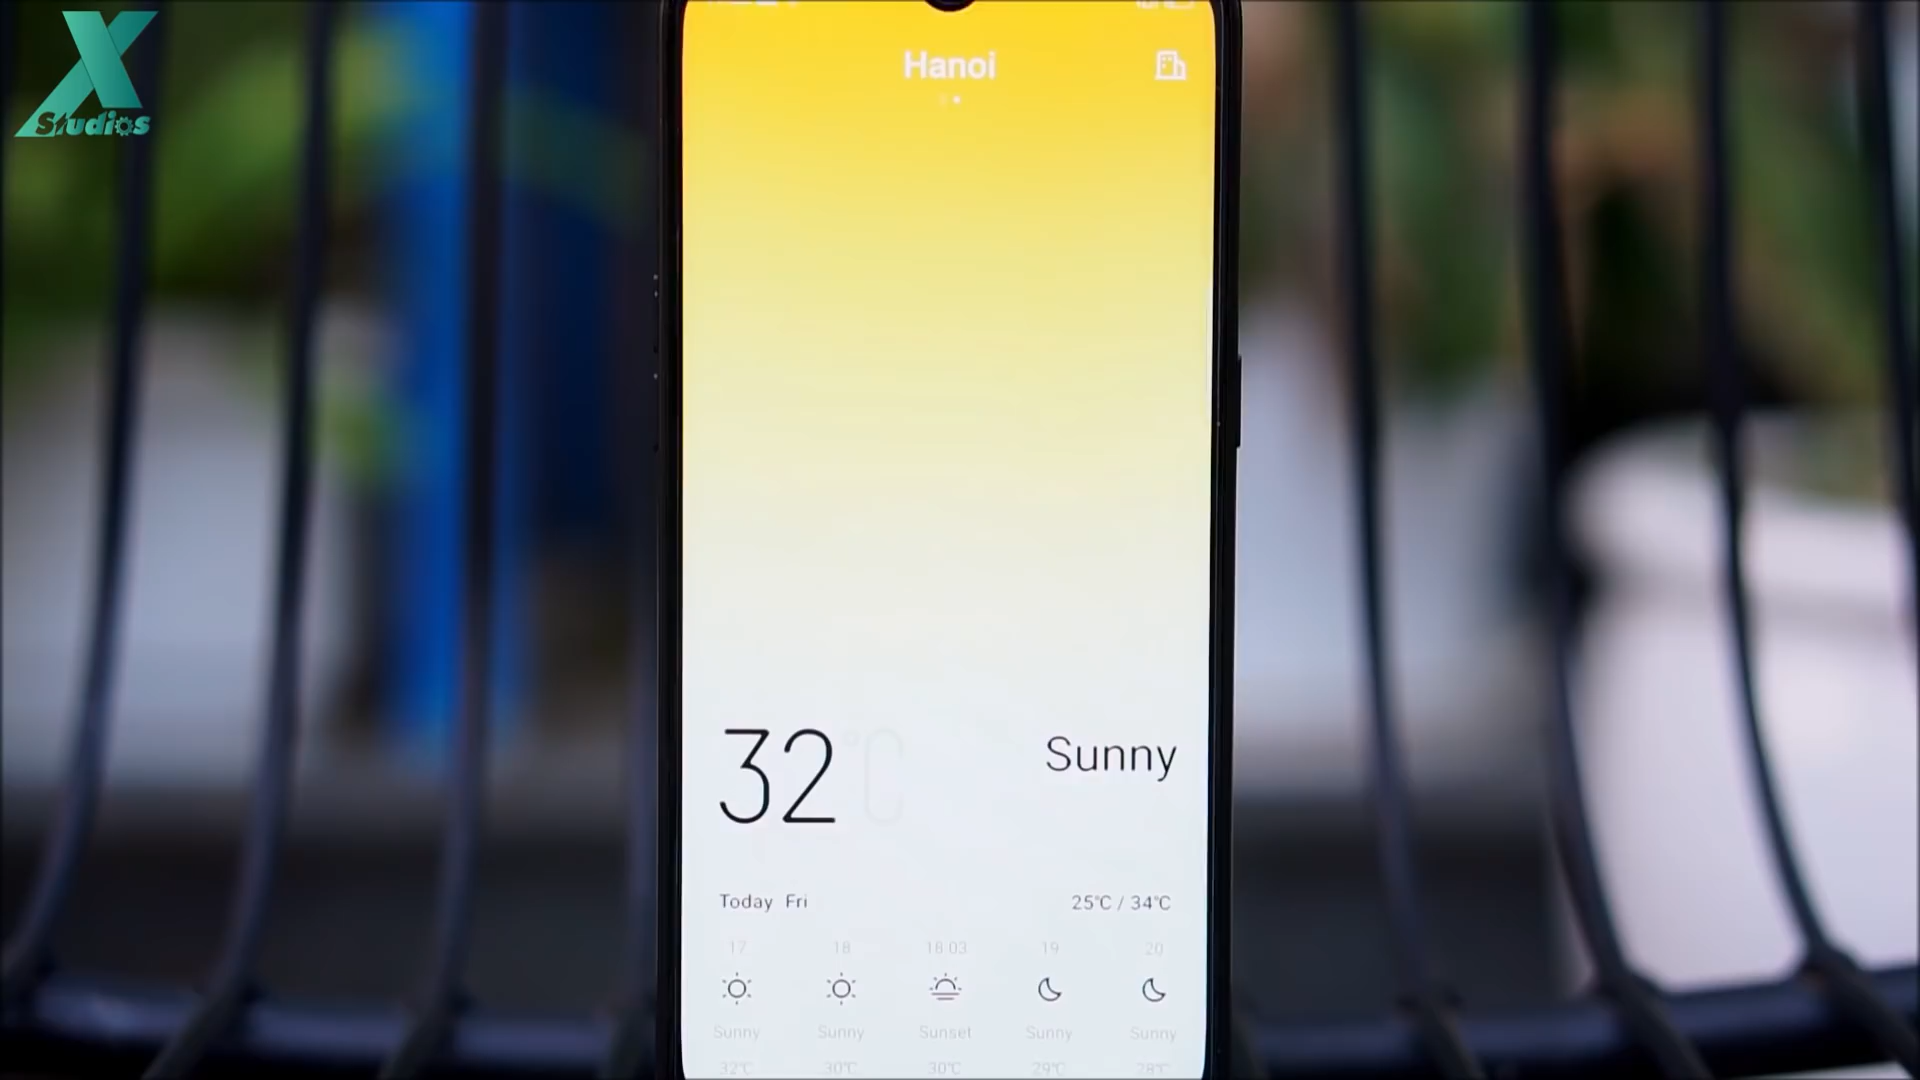 X
Studios
Hanoi
32°C
Sunny
Today Fri
25°C / 34°C
17 18 18:03 19 20
Sunny Sunny Sunset Sunny Sunny
32°C 30°C 30°C 29°C 28°C